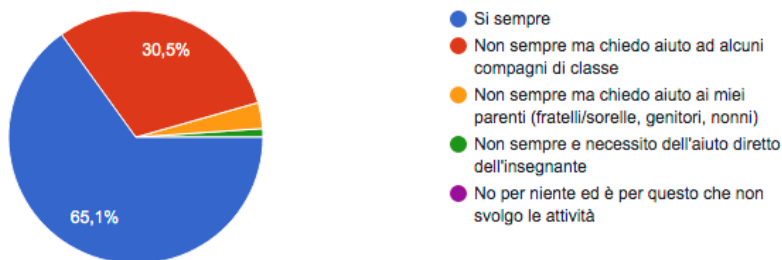 30,5%
65,1%
Si sempre
Non sempre ma chiedo aiuto ad alcuni
compagni di classe
Non sempre ma chiedo aiuto ai miei
parenti (fratelli/sorelle, genitori, nonni)
Non sempre e necessito dell'aiuto diretto
dell'insegnante
No per niente ed è per questo che non
svolgo le attività